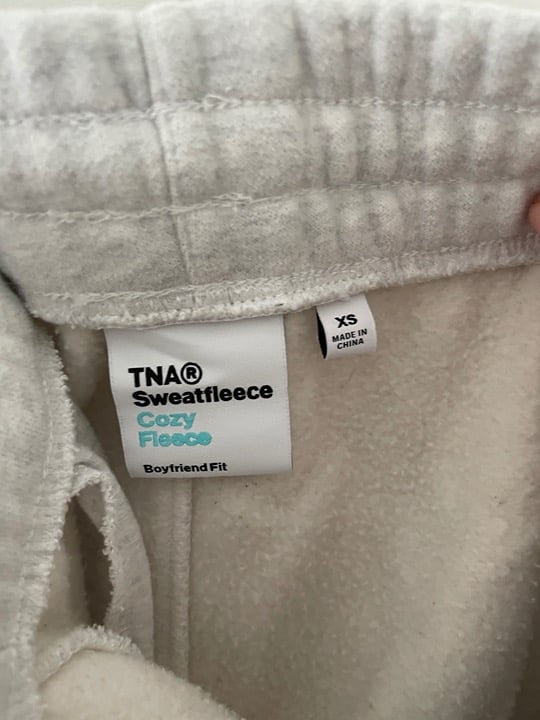 TNA®
Sweatfleece
Cozy
Fleece
Boyfriend Fit
XS
MADE IN
CHINA